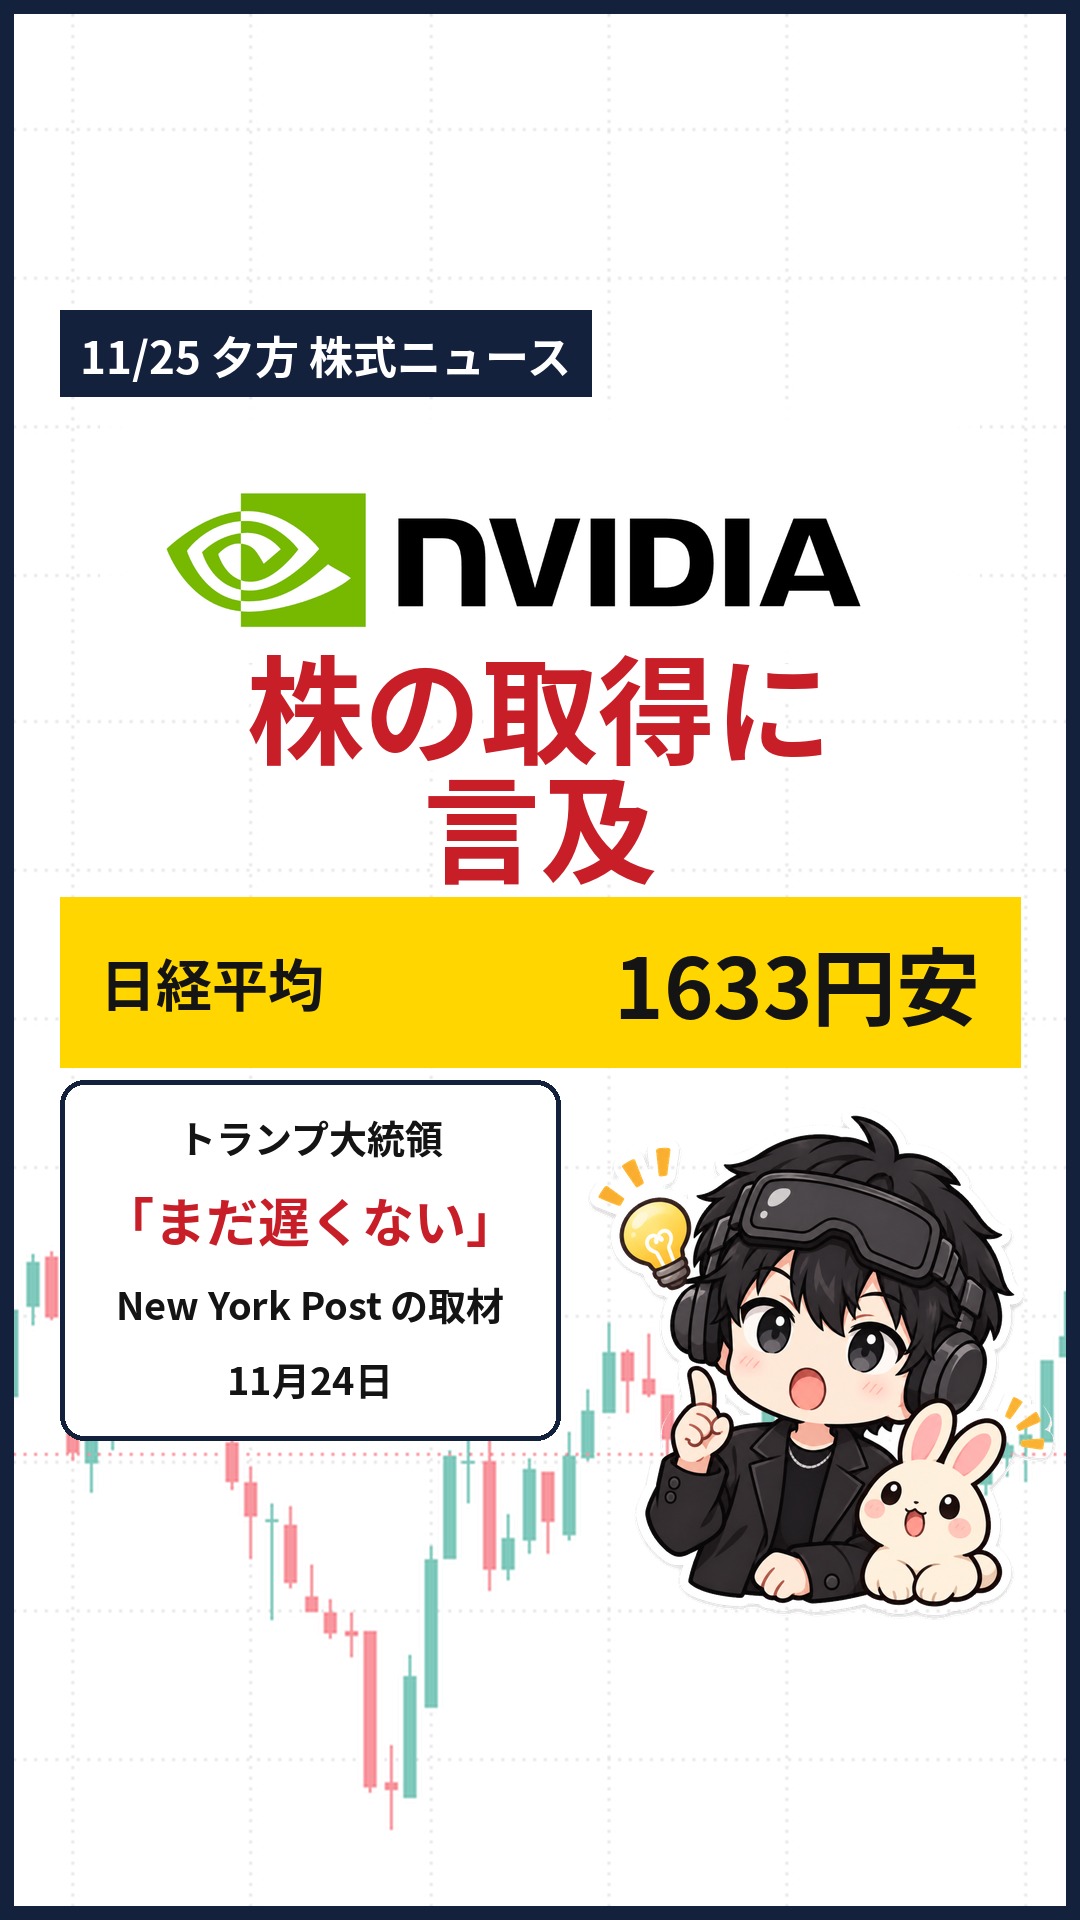 11/25 夕方 株式ニュース
NVIDIA
株の取得に
言及
日経平均 1633円安
トランプ大統領
「まだ遅くない」
New York Post の取材
11月24日